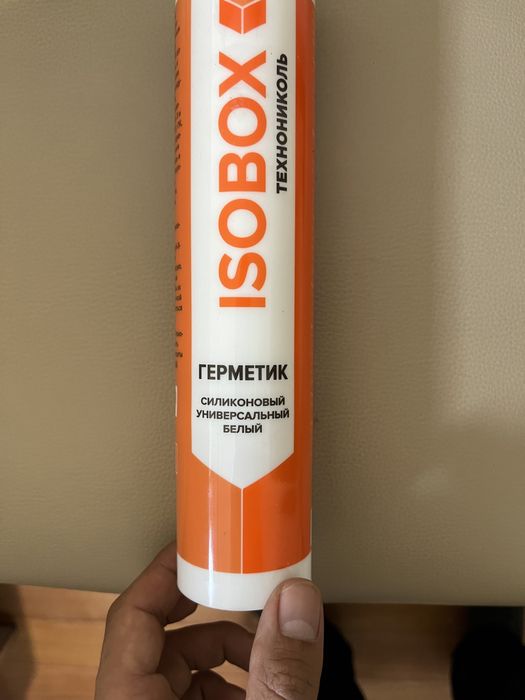 ISOBOX
ТЕХНОНИКОЛЬ
ГЕРМЕТИК
СИЛИКОНОВЫЙ
УНИВЕРСАЛЬНЫЙ
БЕЛЫЙ